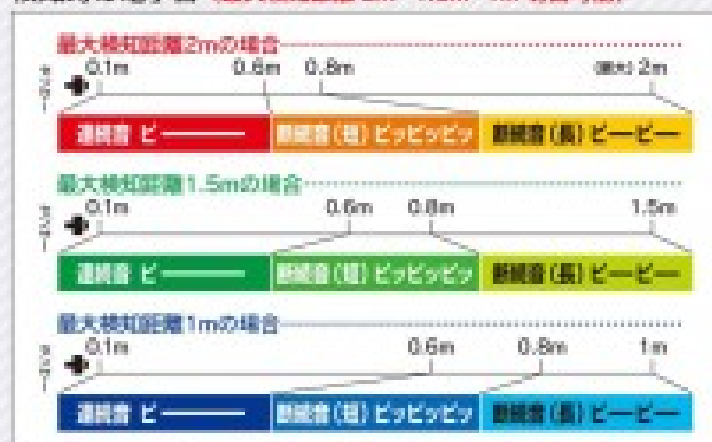 最大検知距離2mの場合
0.1m 0.6m 0.8m (最大) 2m
連続音 ピ――― 断続音(短) ピッピッピッ 断続音(長) ピ―ピ―
最大検知距離1.5mの場合
0.1m 0.6m 0.8m 1.5m
連続音 ピ――― 断続音(短) ピッピッピッ 断続音(長) ピ―ピ―
最大検知距離1mの場合
0.1m 0.6m 0.8m 1m
連続音 ピ――― 断続音(短) ピッピッピッ 断続音(長) ピ―ピ―